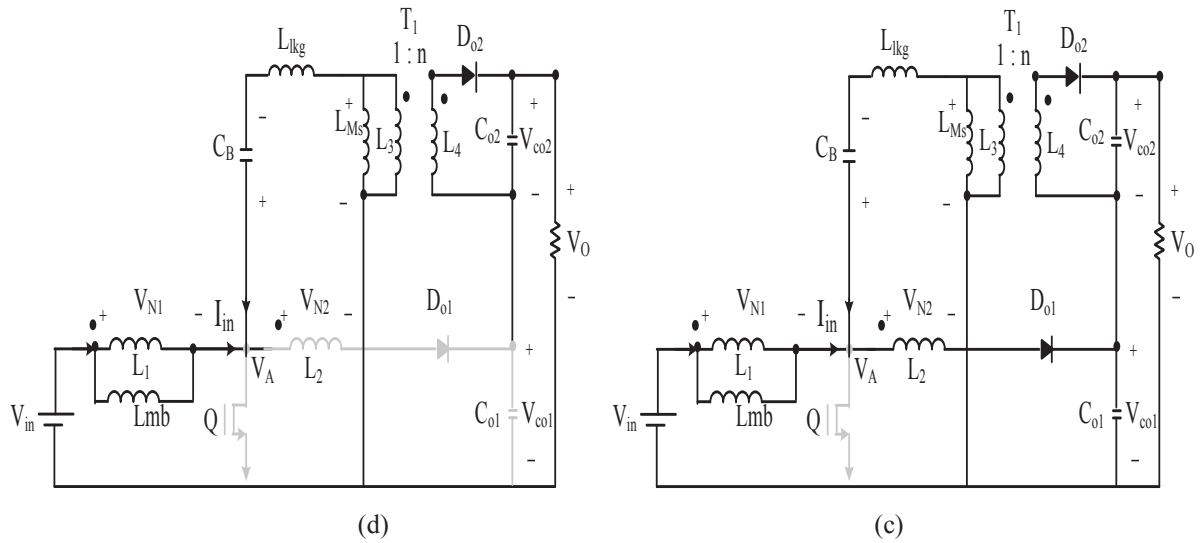 T1
1 : n
Llkg
Do2
+
LMs
L3
L4
Co2
+
Vco2
−
CB
+
−
−
+
VO
−
VN1
VN2
Do1
+
−
Iin
+
−
L1
VA
L2
+
Lmb
Vin
Q
Co1
Vco1
−
(d)
T1
1 : n
Llkg
Do2
+
LMs
L3
L4
Co2
+
Vco2
−
CB
+
−
−
+
VO
−
VN1
VN2
Do1
+
−
Iin
+
−
L1
VA
L2
+
Lmb
Vin
Q
Co1
Vco1
−
(c)